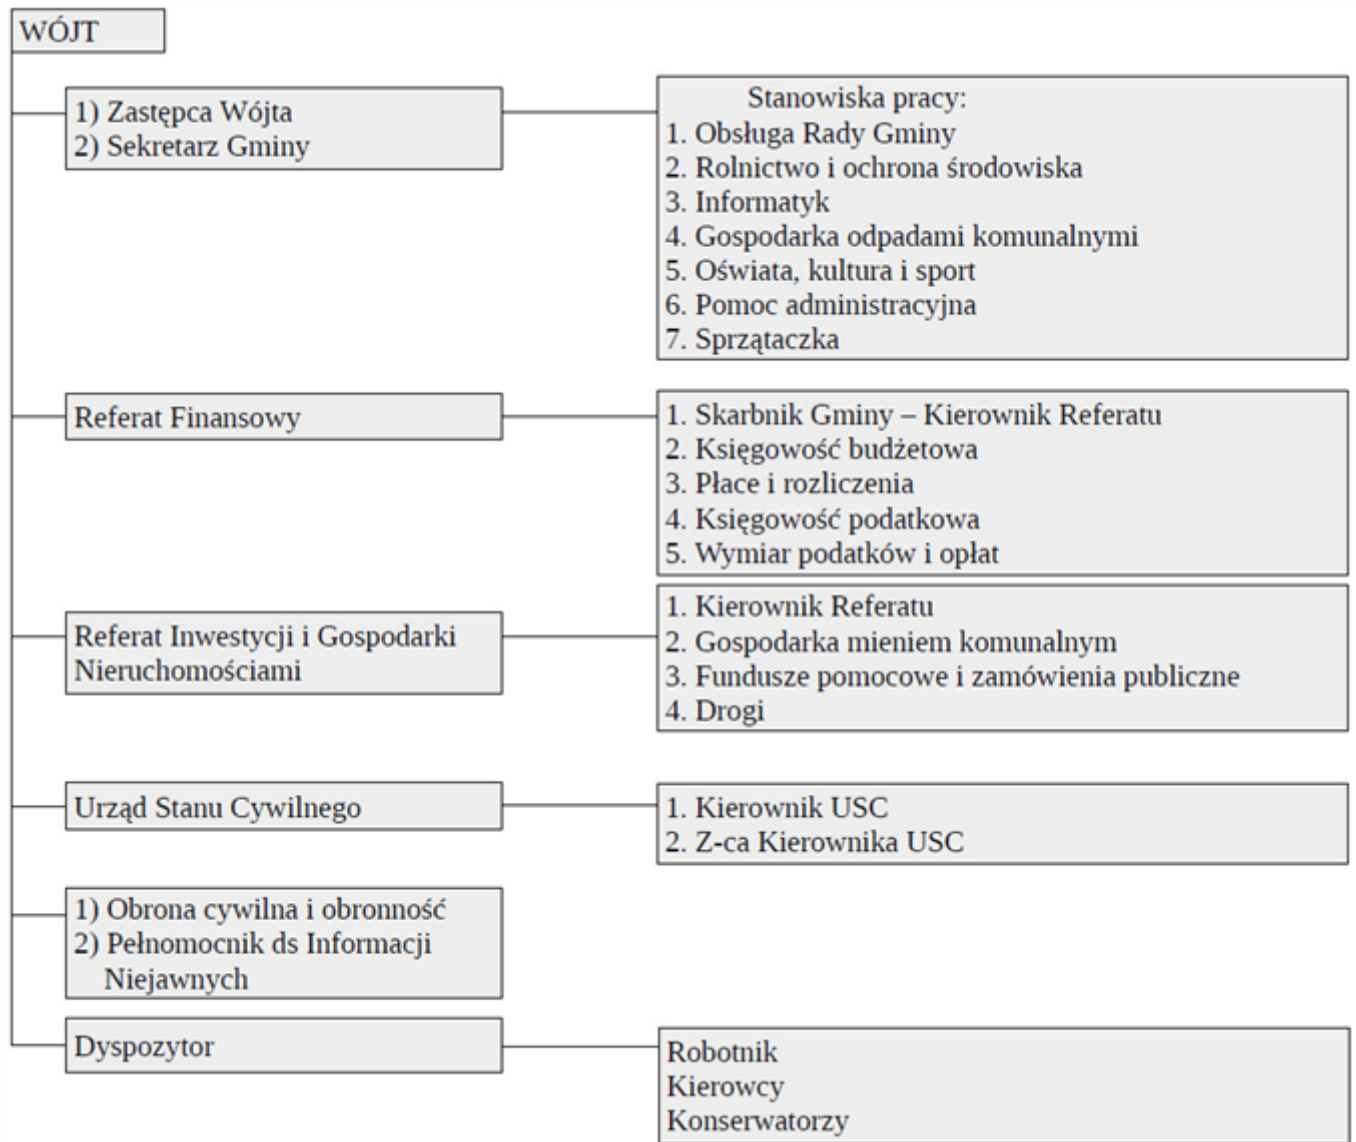 WÓJT
1) Zastępca Wójta
2) Sekretarz Gminy
Stanowiska pracy:
1. Obsługa Rady Gminy
2. Rolnictwo i ochrona środowiska
3. Informatyk
4. Gospodarka odpadami komunalnymi
5. Oświata, kultura i sport
6. Pomoc administracyjna
7. Sprzątaczka
Referat Finansowy
1. Skarbnik Gminy – Kierownik Referatu
2. Księgowość budżetowa
3. Płace i rozliczenia
4. Księgowość podatkowa
5. Wymiar podatków i opłat
Referat Inwestycji i Gospodarki
Nieruchomościami
1. Kierownik Referatu
2. Gospodarka mieniem komunalnym
3. Fundusze pomocowe i zamówienia publiczne
4. Drogi
Urząd Stanu Cywilnego
1. Kierownik USC
2. Z-ca Kierownika USC
1) Obrona cywilna i obronność
2) Pełnomocnik ds Informacji
Niejawnych
Dyspozytor
Robotnik
Kierowcy
Konserwatorzy